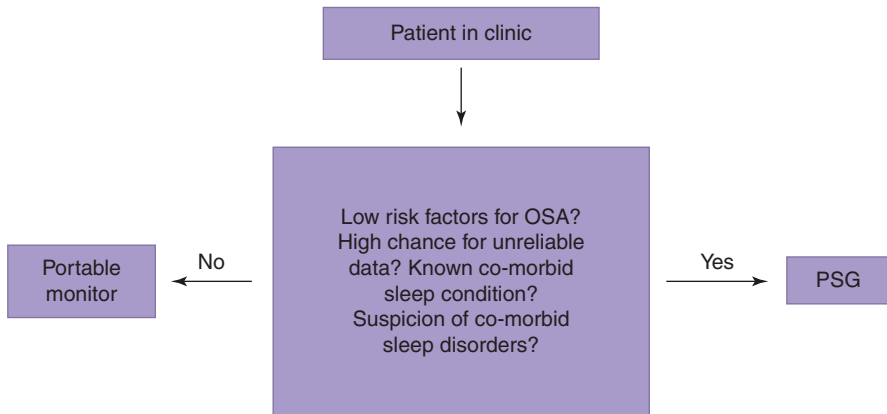 Patient in clinic
Low risk factors for OSA?
High chance for unreliable
data? Known co-morbid
sleep condition?
Suspicion of co-morbid
sleep disorders?
No
Portable
monitor
Yes
PSG